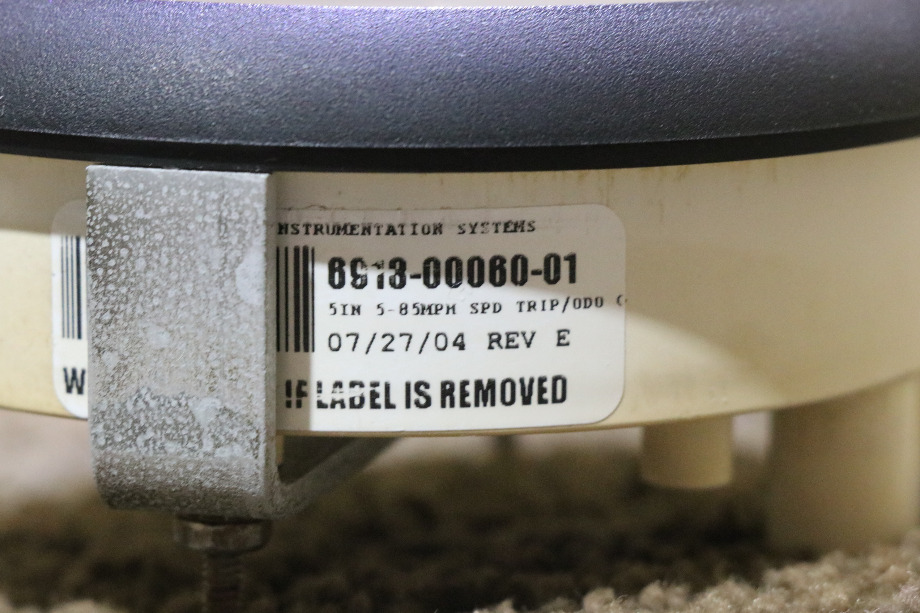 NSTRUMENTATION SYSTEMS
6913-00060-01
5IN 5-85MPH SPD TRIP/ODO
07/27/04 REV E
W IF LABEL IS REMOVED